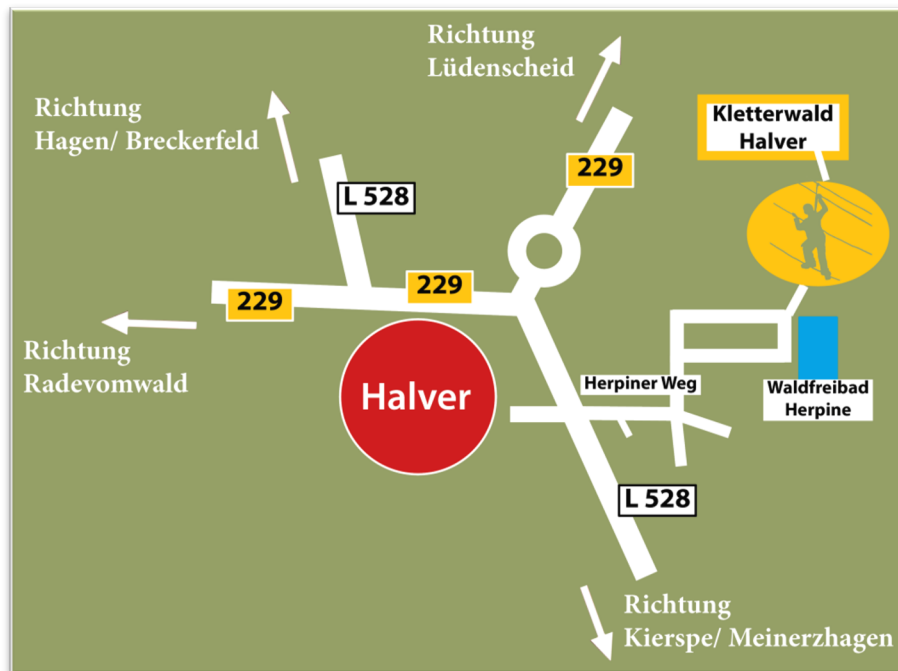 Richtung
Lüdenscheid
Richtung
Hagen/ Breckerfeld
Kletterwald
Halver
229
L 528
229
229
Richtung
Radevomwald
Halver
Herpiner Weg
Waldfreibad
Herpine
L 528
Richtung
Kierspe/ Meinerzhagen